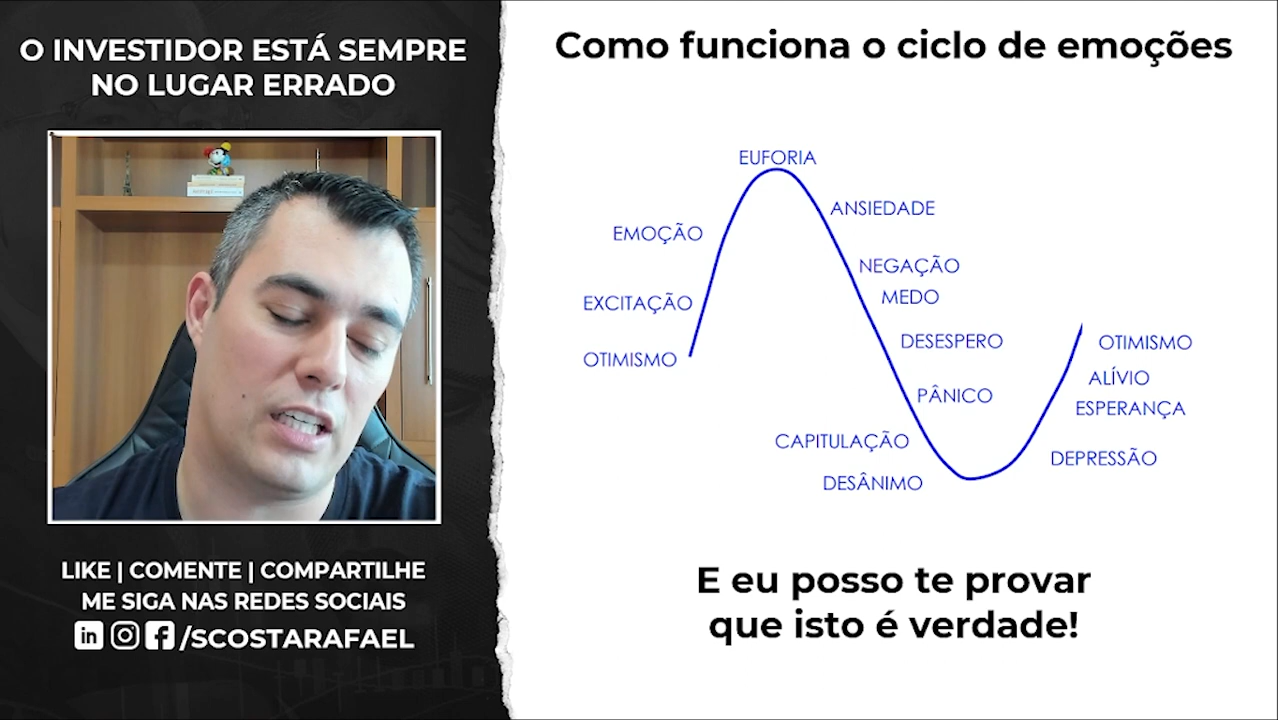 O INVESTIDOR ESTÁ SEMPRE
NO LUGAR ERRADO
LIKE | COMENTE | COMPARTILHE
ME SIGA NAS REDES SOCIAIS
in f /SCOSTARAFAEL
Como funciona o ciclo de emoções
EUFORIA
ANSIEDADE
EMOÇÃO
NEGAÇÃO
MEDO
EXCITAÇÃO
DESESPERO
OTIMISMO
OTIMISMO
ALÍVIO
PÂNICO
ESPERANÇA
CAPITULAÇÃO
DEPRESSÃO
DESÂNIMO
E eu posso te provar
que isto é verdade!